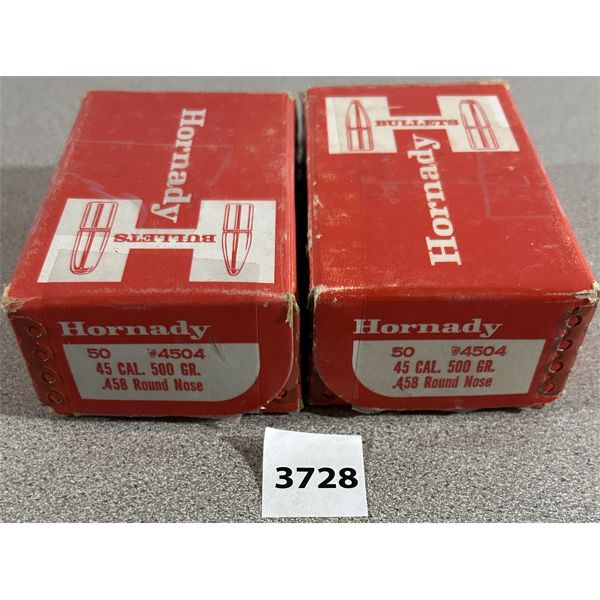 Hornady
BULLETS
Hornady
50 #4504
45 CAL. 500 GR.
.458 Round Nose
BULLETS
Hornady
Hornady
50 #4504
45 CAL. 500 GR.
.458 Round Nose
3728